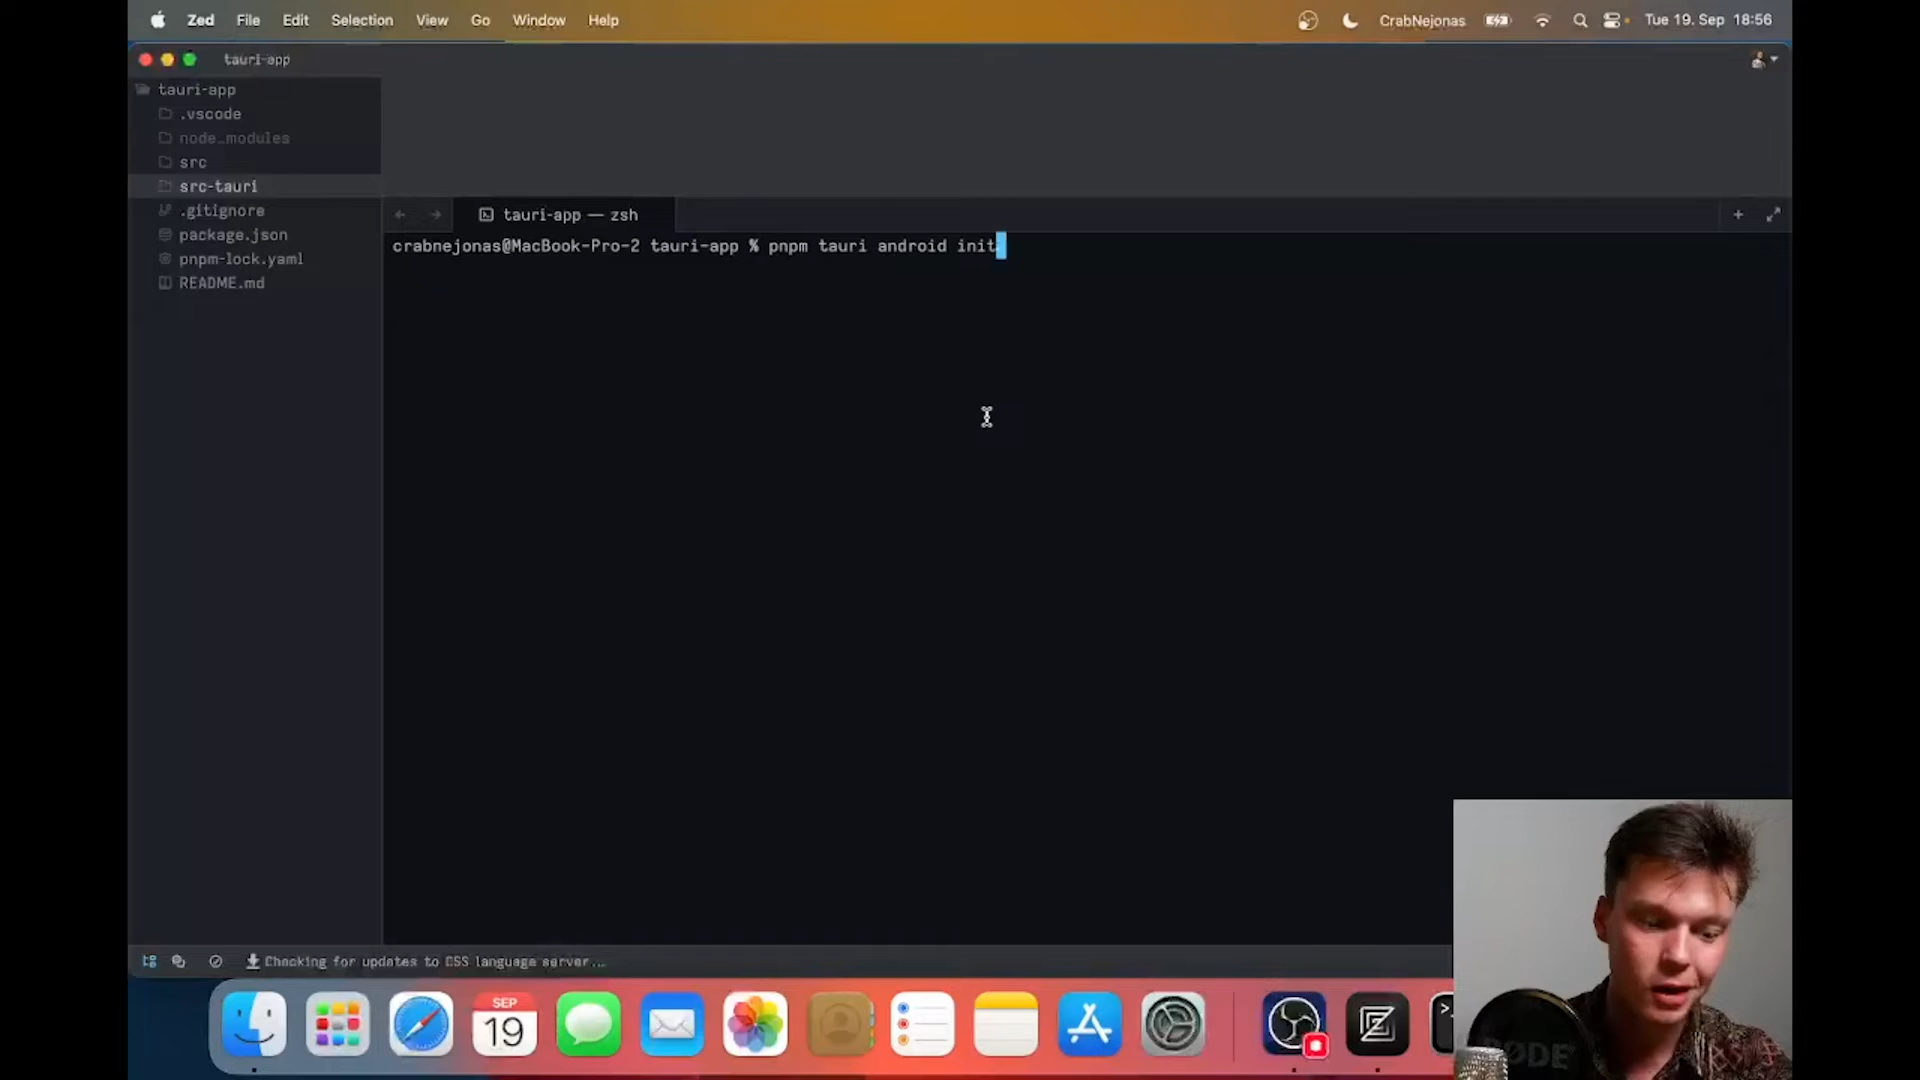 Zed File Edit Selection View Go Window Help CrabNejonas Tue 19. Sep 18:56
tauri-app
tauri-app
.vscode
node_modules
src
src-tauri
.gitignore
package.json
pnpm-lock.yaml
README.md
tauri-app — zsh
crabnejonas@MacBook-Pro-2 tauri-app % pnpm tauri android init
Checking for updates to CSS language server...
SEP
19
RØDE